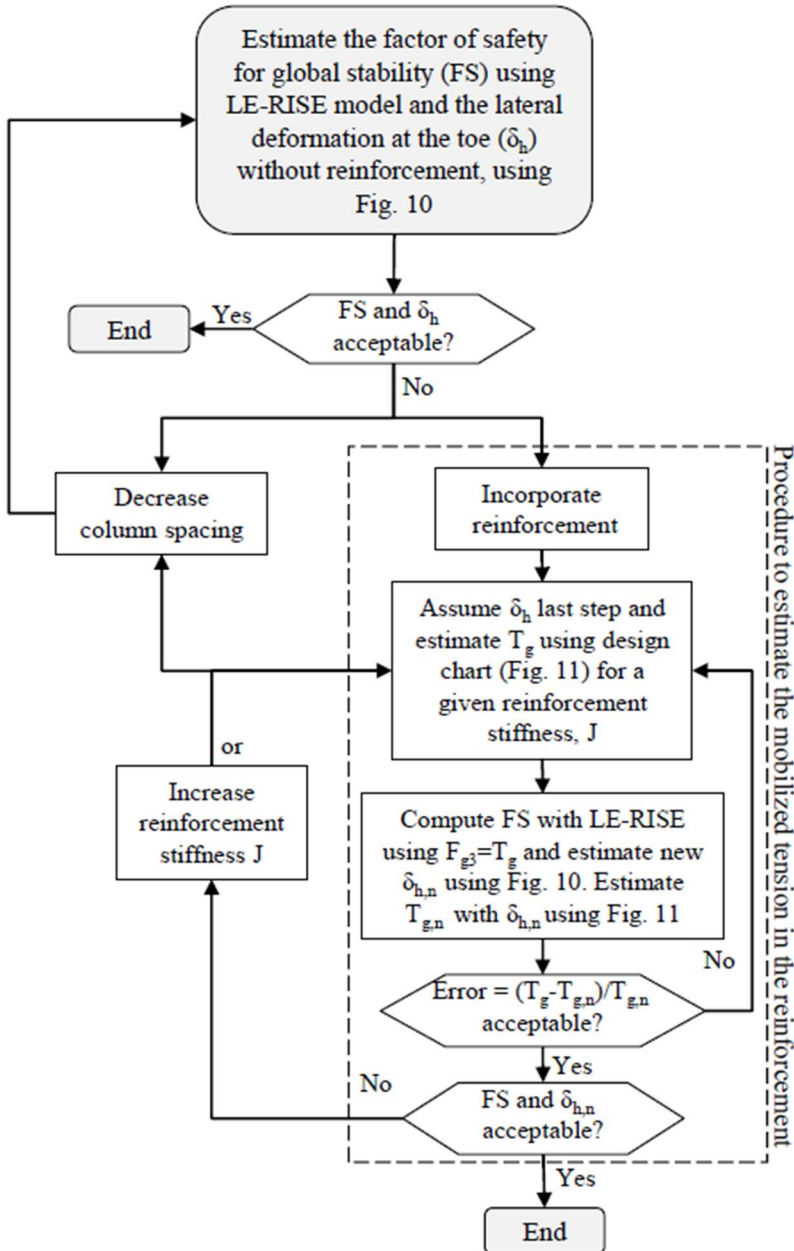 Estimate the factor of safety
for global stability (FS) using
LE-RISE model and the lateral
deformation at the toe (δh)
without reinforcement, using
Fig. 10
End
Yes
FS and δh
acceptable?
No
Decrease
column spacing
Incorporate
reinforcement
Procedure to estimate the mobilized tension in the reinforcement
Assume δh last step and
estimate Tg using design
chart (Fig. 11) for a
given reinforcement
stiffness, J
or
Increase
reinforcement
stiffness J
Compute FS with LE-RISE
using Fg3=Tg and estimate new
δh,n using Fig. 10. Estimate
Tg,n with δh,n using Fig. 11
No
Error = (Tg-Tg,n)/Tg,n
acceptable?
Yes
No
FS and δh,n
acceptable?
Yes
End